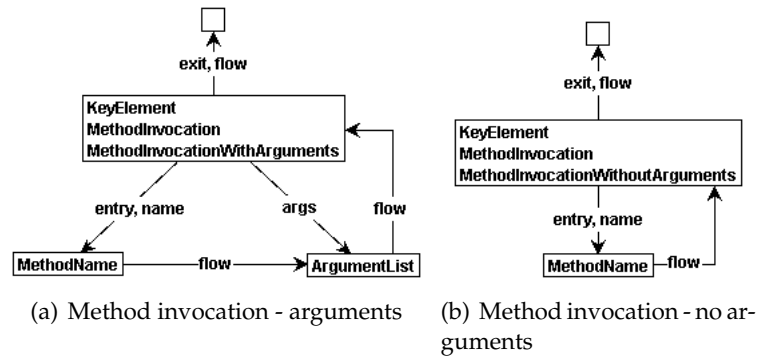 exit, flow
KeyElement
MethodInvocation
MethodInvocationWithArguments
entry, name
args
flow
MethodName
flow
ArgumentList
(a) Method invocation - arguments
exit, flow
KeyElement
MethodInvocation
MethodInvocationWithoutArguments
entry, name
MethodName
flow
(b) Method invocation - no ar-
guments